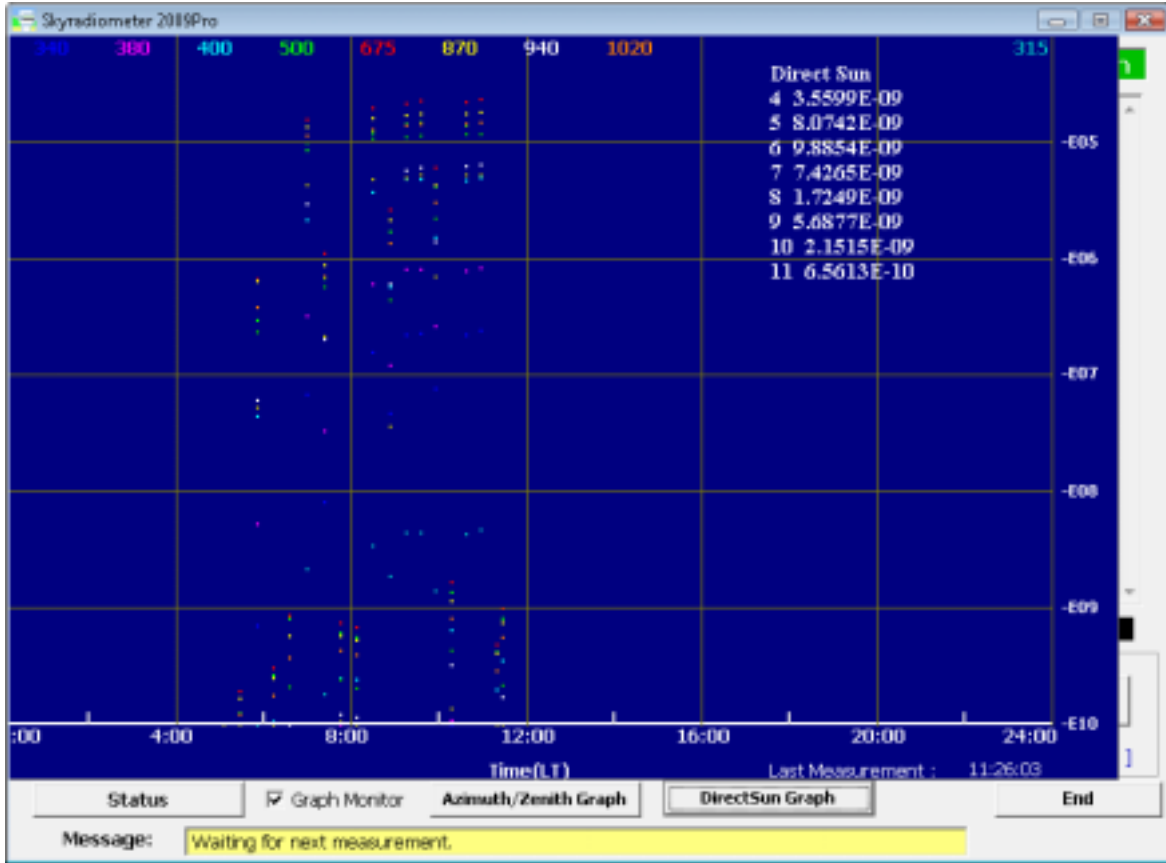 Skyradiometer 2009Pro
340 380 400 500 675 870 940 1020 315
Direct Sun
4 3.5599E-09
5 8.0742E-09
6 9.8854E-09
7 7.4265E-09
8 1.7249E-09
9 5.6877E-09
10 2.1515E-09
11 6.5613E-10
-E05
-E06
-E07
-E08
-E09
-E10
:00 4:00 8:00 12:00 16:00 20:00 24:00
Time(LT) Last Measurement : 11:26:03 ]
Status Graph Monitor Azimuth/Zenith Graph DirectSun Graph End
Message: Waiting for next measurement.